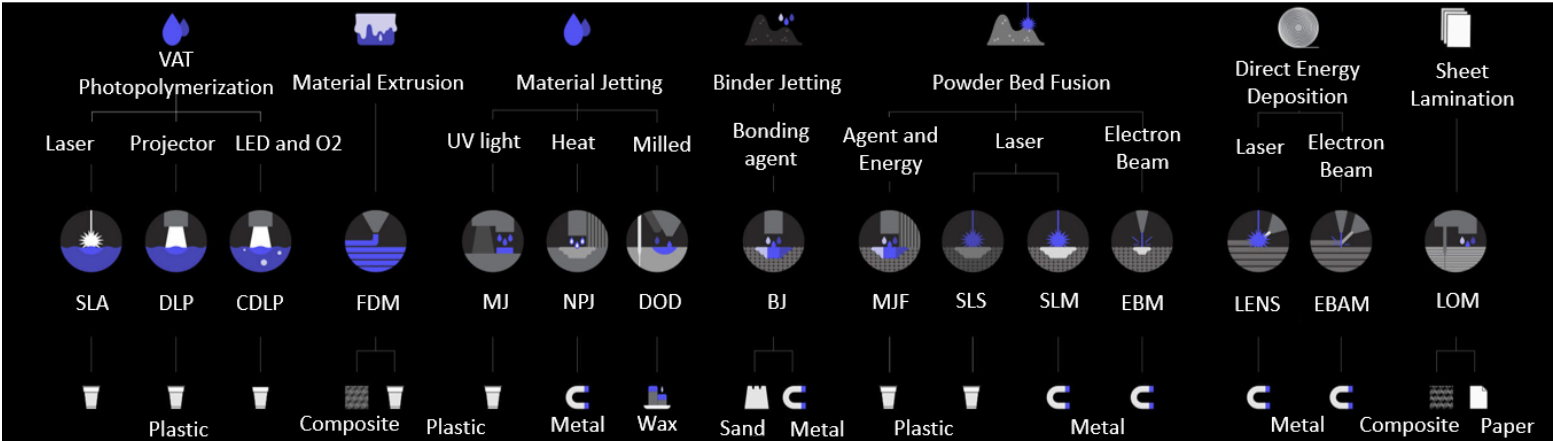 VAT
Photopolymerization
Material Extrusion
Material Jetting
Binder Jetting
Powder Bed Fusion
Direct Energy
Deposition
Sheet
Lamination
Laser
Projector
LED and O2
UV light
Heat
Milled
Bonding
agent
Agent and
Energy
Laser
Electron
Beam
Laser
Electron
Beam
SLA
DLP
CDLP
FDM
MJ
NPJ
DOD
BJ
MJF
SLS
SLM
EBM
LENS
EBAM
LOM
Plastic
Composite
Plastic
Metal
Wax
Sand
Metal
Plastic
Metal
Metal
Composite
Paper